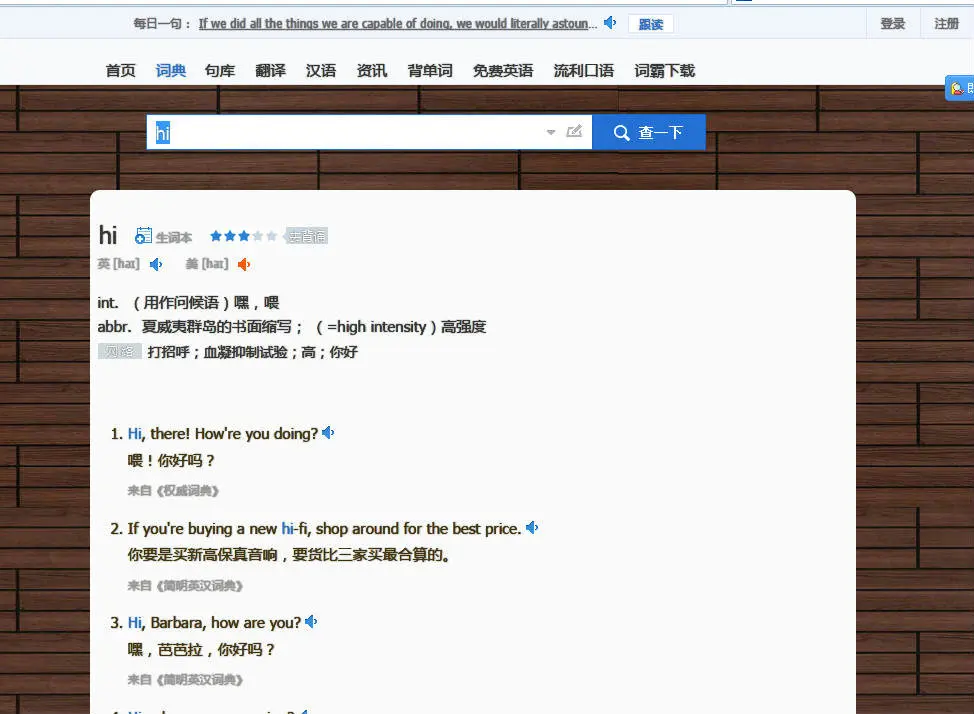 每日一句： If we did all the things we are capable of doing, we would literally astoun... 跟读 登录 注册
首页 词典 句库 翻译 汉语 资讯 背单词 免费英语 流利口语 词霸下载
hi 查一下
hi 生词本 去背诵
英 [haɪ] 美 [haɪ]
int. （用作问候语）嘿，喂
abbr. 夏威夷群岛的书面缩写； （=high intensity）高强度
网络 打招呼；血凝抑制试验；高；你好
1. Hi, there! How're you doing?
喂！你好吗？
来自《权威词典》
2. If you're buying a new hi-fi, shop around for the best price.
你要是买新高保真音响，要货比三家买最合算的。
来自《简明英汉词典》
3. Hi, Barbara, how are you?
嘿，芭芭拉，你好吗？
来自《简明英汉词典》